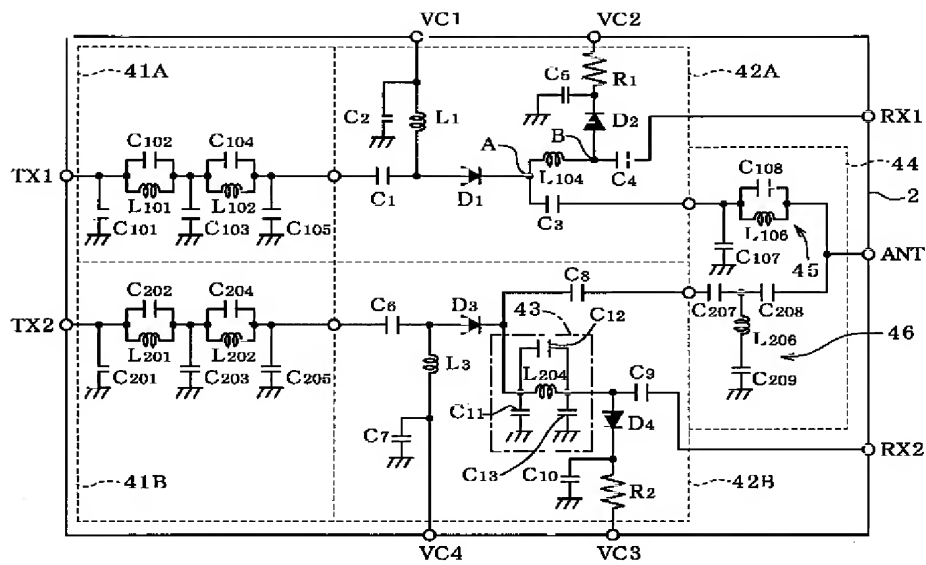 VC1
VC2
41A
42A
C5
R1
C2
L1
D2
RX1
C102
C104
A
B
44
TX1
L104
C4
C108
2
L101
L102
C1
D1
C3
L106
C101
C103
C105
C107
45
ANT
C8
C202
C204
C6
D3
43
C12
C207
C208
TX2
L206
46
L201
L202
L3
L204
C9
C201
C203
C205
C209
C11
D4
C7
C13
C10
RX2
R2
41B
42B
VC4
VC3